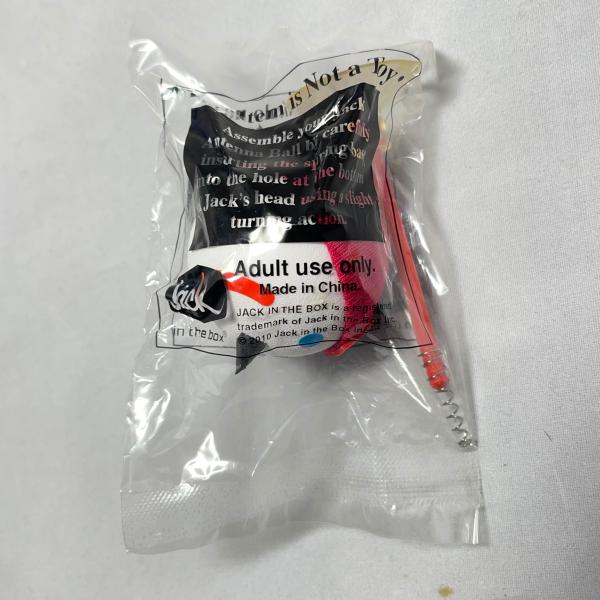 is Not a Toy!
Assemble your Jack
Antenna Ball by carefully
inserting the spring base
into the hole at the bottom
Jack's head using a slight
turning action.
Adult use only.
Made in China.
Jack
in the box
JACK IN THE BOX is a registered
trademark of Jack in the Box Inc.
© 2010 Jack in the Box Inc.